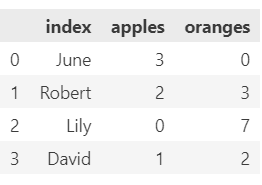 index apples oranges
0 June 3 0
1 Robert 2 3
2 Lily 0 7
3 David 1 2